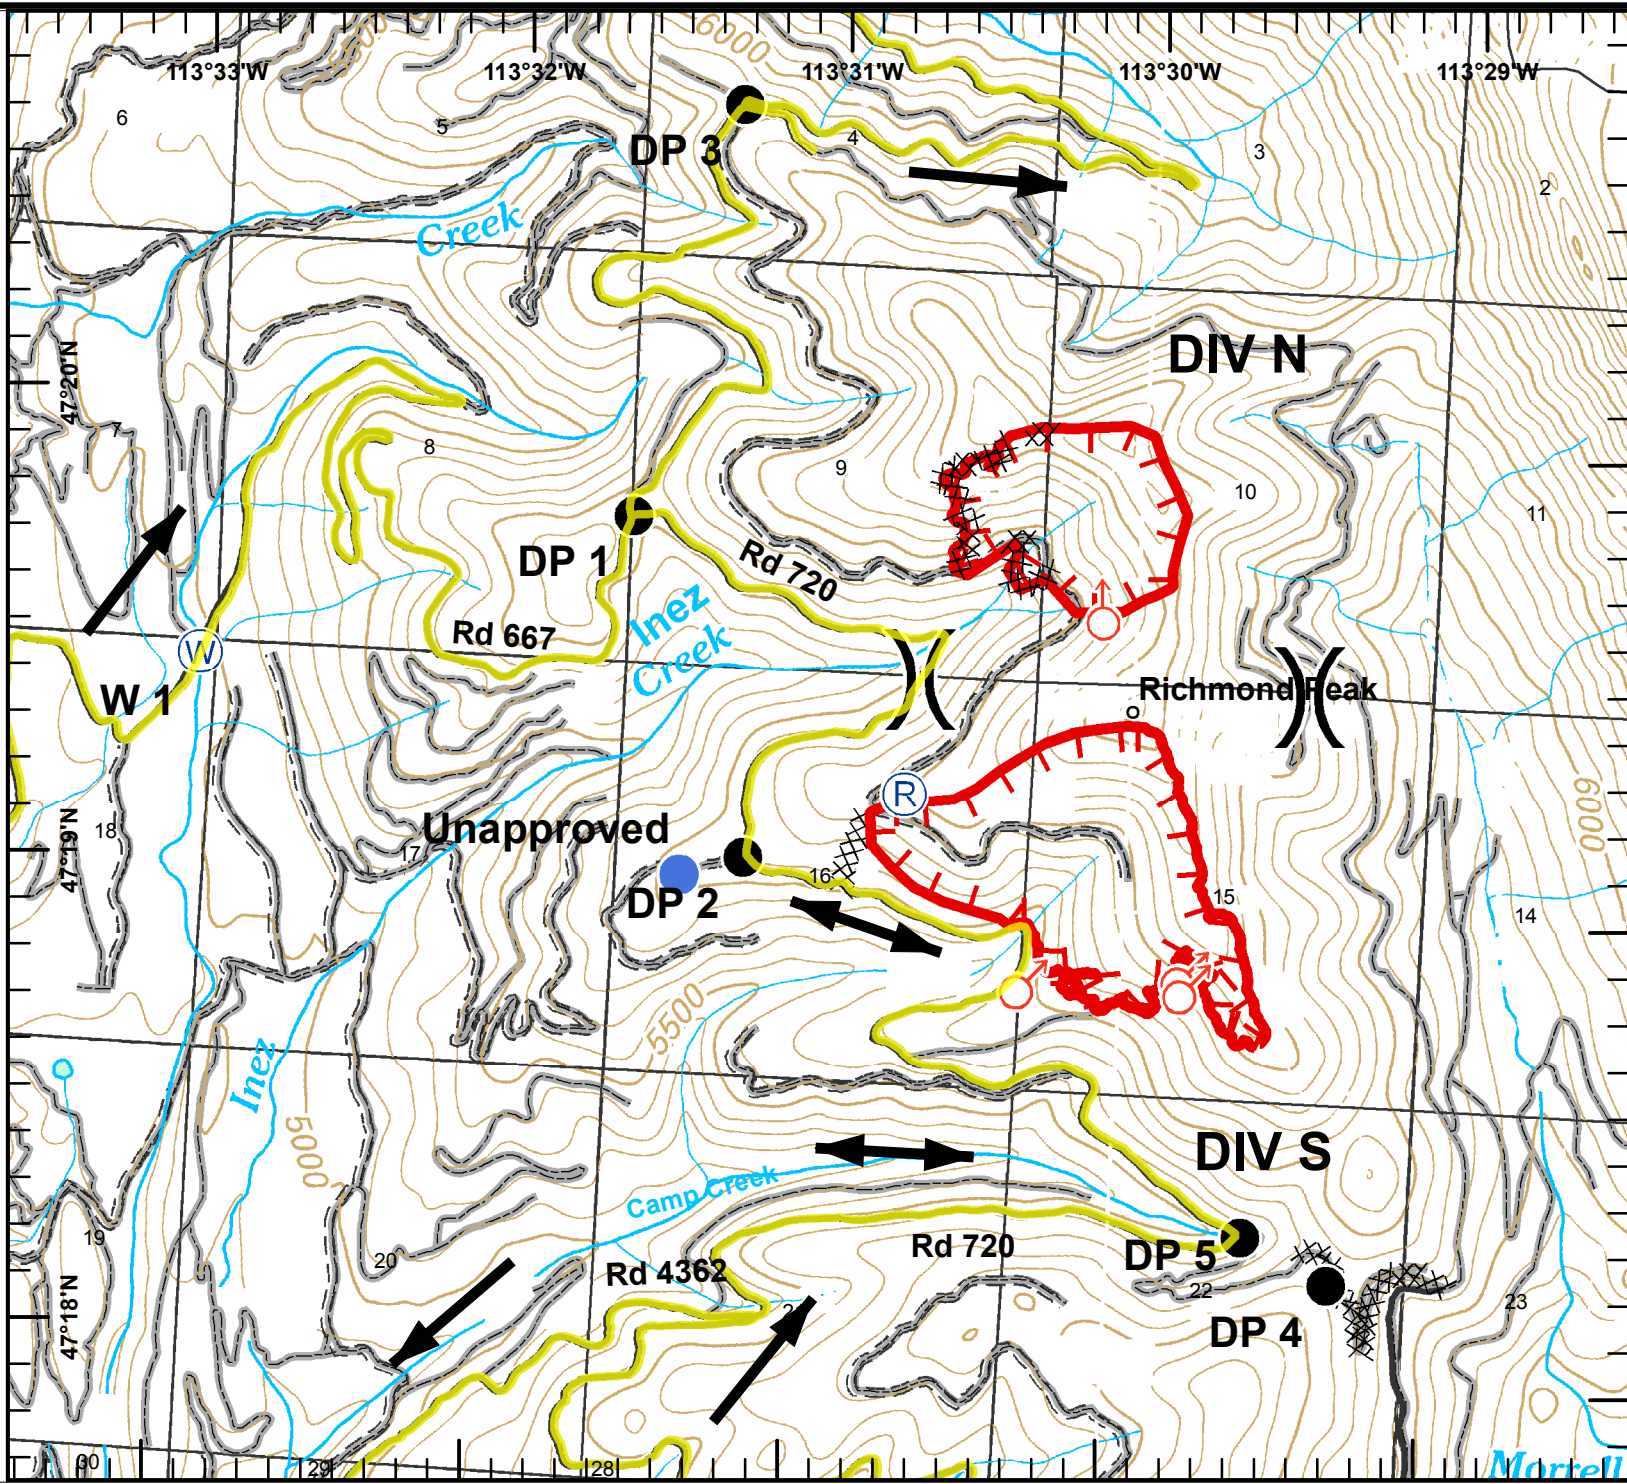 6000
5500
113°33'W
113°32'W
113°31'W
113°30'W
113°29'W
6
5
4
3
2
DP 3
Creek
47°20'N
DIV N
7
8
9
10
11
DP 1
Rd 720
Inez
Creek
Rd 667
W
W 1
Richmond Peak
R
6000
47°19'N
18
17
Unapproved
16
15
14
DP 2
5500
Inez
5000
DIV S
Camp Creek
19
20
Rd 4362
Rd 720
DP 5
22
23
DP 4
47°18'N
30
29
28
Morrell